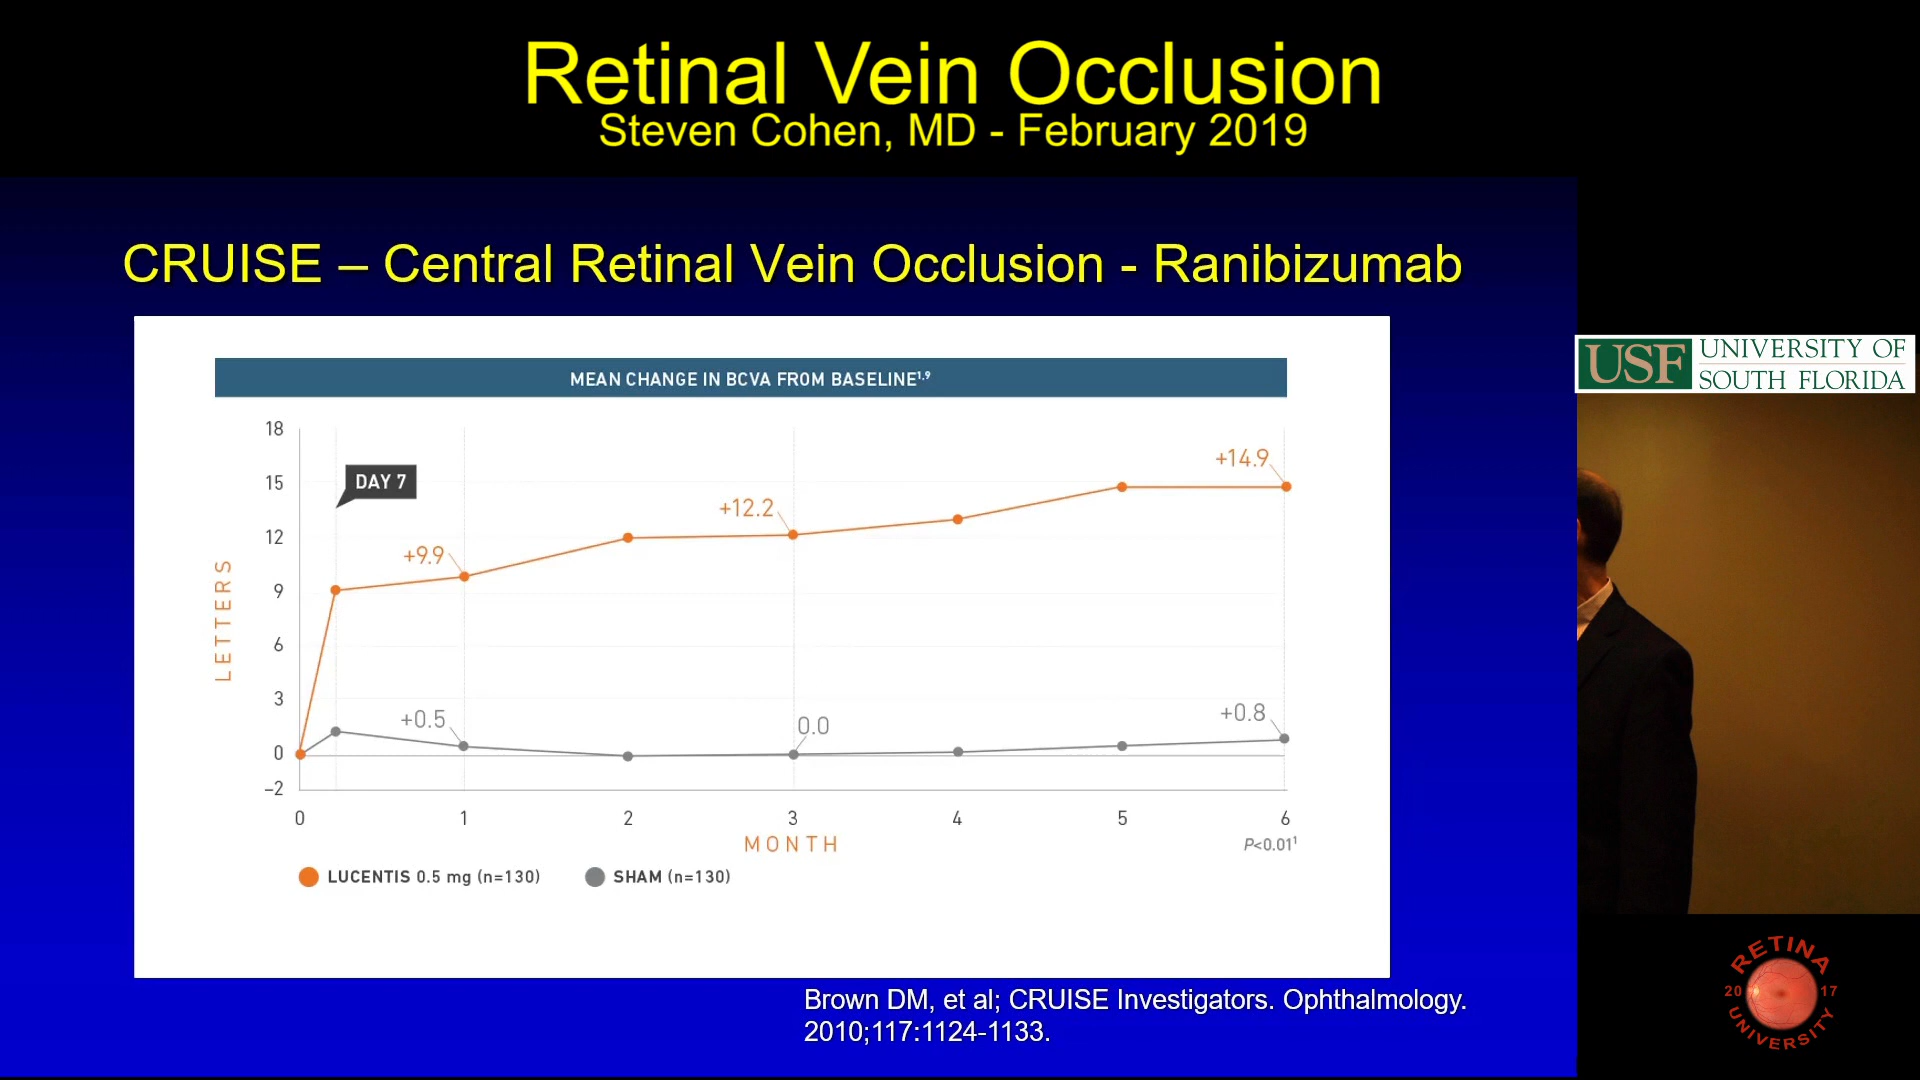 Retinal Vein Occlusion
Steven Cohen, MD - February 2019
CRUISE – Central Retinal Vein Occlusion - Ranibizumab
USF UNIVERSITY OF
SOUTH FLORIDA
MEAN CHANGE IN BCVA FROM BASELINE1,9
18
15
12
9
6
3
0
–2
LETTERS
DAY 7
+9.9
+12.2
+14.9
+0.5
0.0
+0.8
0 1 2 3 4 5 6
MONTH
P<0.01¹
LUCENTIS 0.5 mg (n=130) SHAM (n=130)
Brown DM, et al; CRUISE Investigators. Ophthalmology.
2010;117:1124-1133.
RETINA
20 17
UNIVERSITY